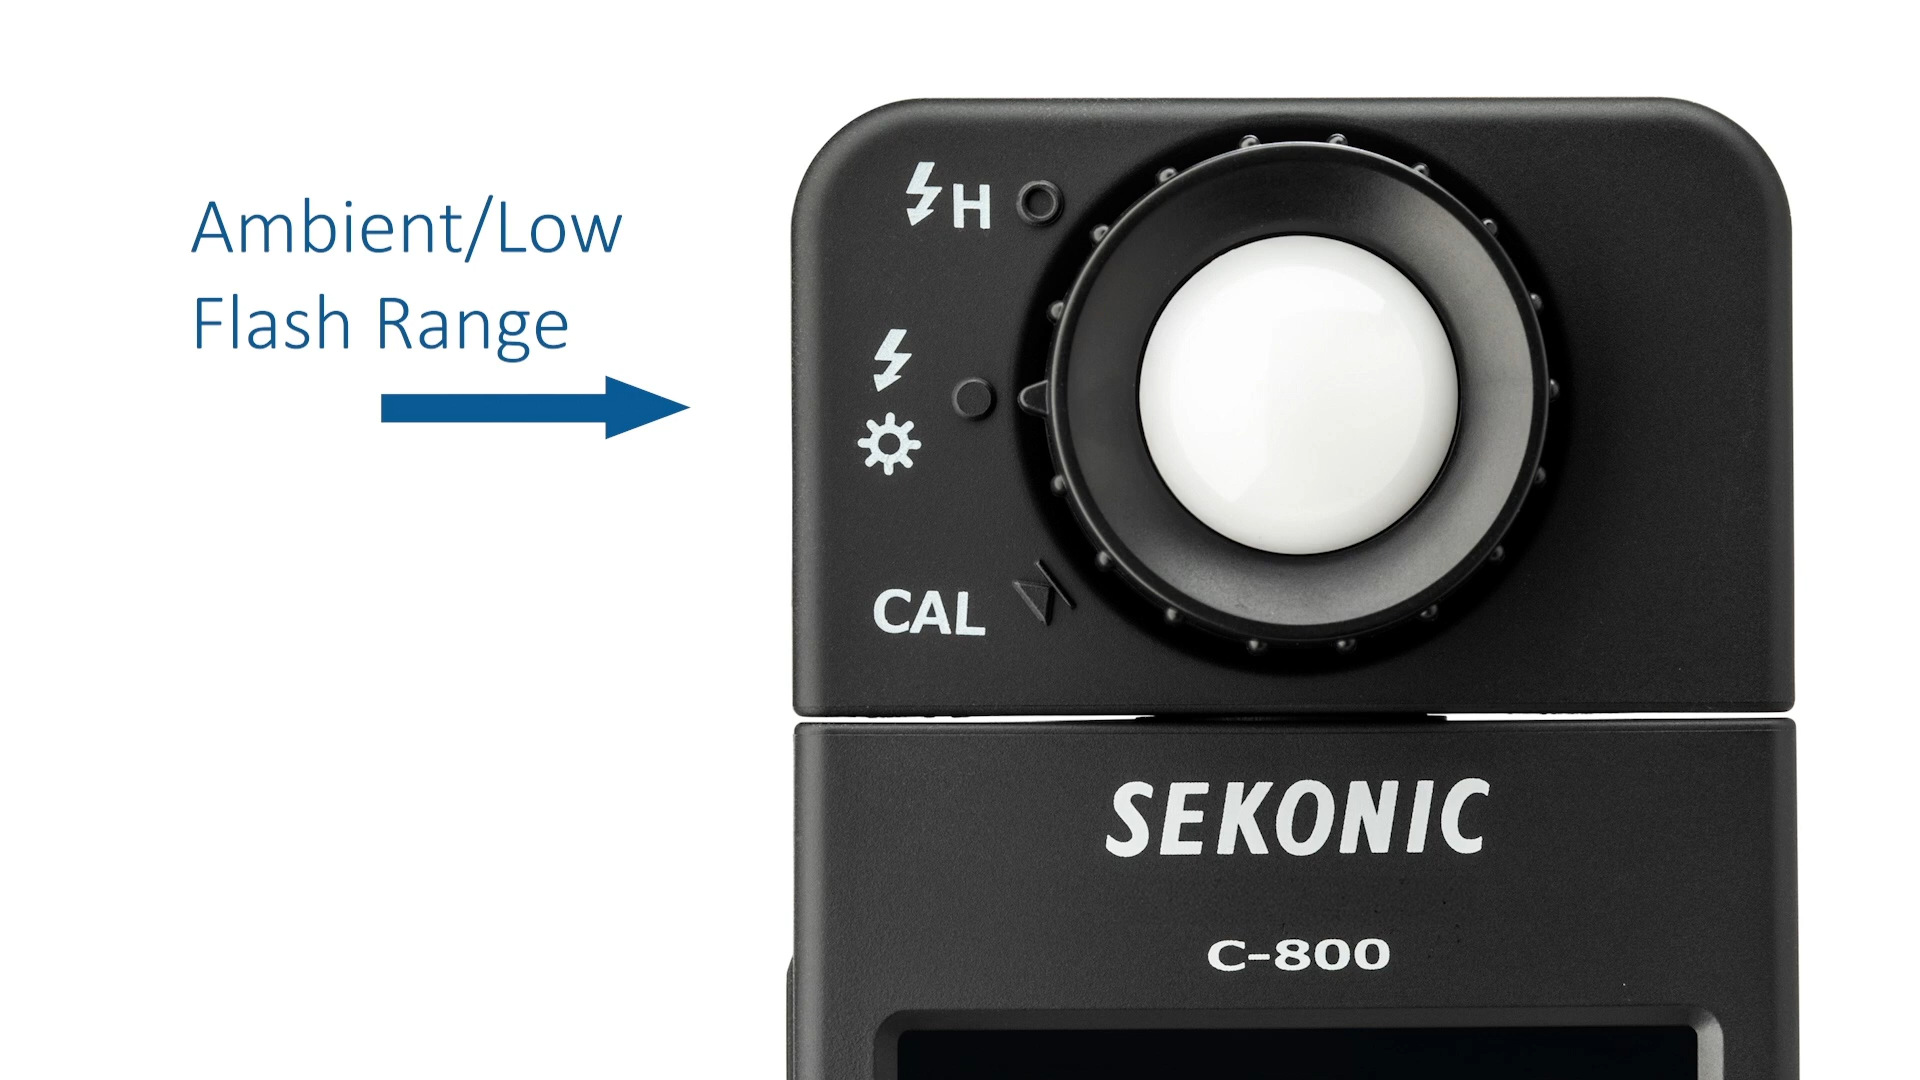 Ambient/Low
Flash Range
H
CAL
SEKONIC
C-800